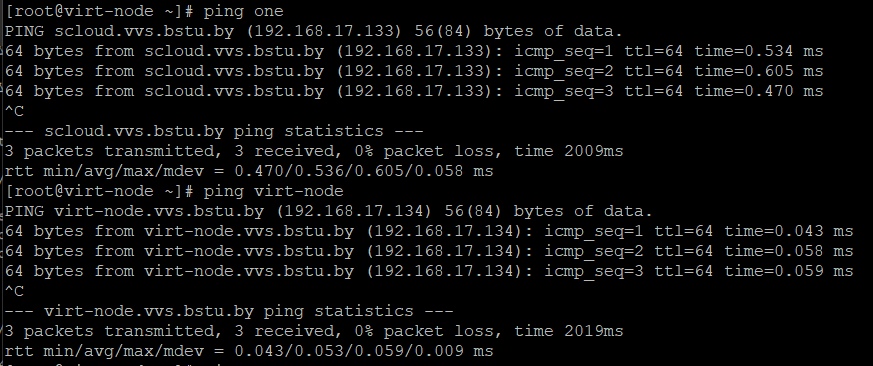 [root@virt-node ~]# ping one
PING scloud.vvs.bstu.by (192.168.17.133) 56(84) bytes of data.
64 bytes from scloud.vvs.bstu.by (192.168.17.133): icmp_seq=1 ttl=64 time=0.534 ms
64 bytes from scloud.vvs.bstu.by (192.168.17.133): icmp_seq=2 ttl=64 time=0.605 ms
64 bytes from scloud.vvs.bstu.by (192.168.17.133): icmp_seq=3 ttl=64 time=0.470 ms
^C
--- scloud.vvs.bstu.by ping statistics ---
3 packets transmitted, 3 received, 0% packet loss, time 2009ms
rtt min/avg/max/mdev = 0.470/0.536/0.605/0.058 ms
[root@virt-node ~]# ping virt-node
PING virt-node.vvs.bstu.by (192.168.17.134) 56(84) bytes of data.
64 bytes from virt-node.vvs.bstu.by (192.168.17.134): icmp_seq=1 ttl=64 time=0.043 ms
64 bytes from virt-node.vvs.bstu.by (192.168.17.134): icmp_seq=2 ttl=64 time=0.058 ms
64 bytes from virt-node.vvs.bstu.by (192.168.17.134): icmp_seq=3 ttl=64 time=0.059 ms
^C
--- virt-node.vvs.bstu.by ping statistics ---
3 packets transmitted, 3 received, 0% packet loss, time 2019ms
rtt min/avg/max/mdev = 0.043/0.053/0.059/0.009 ms